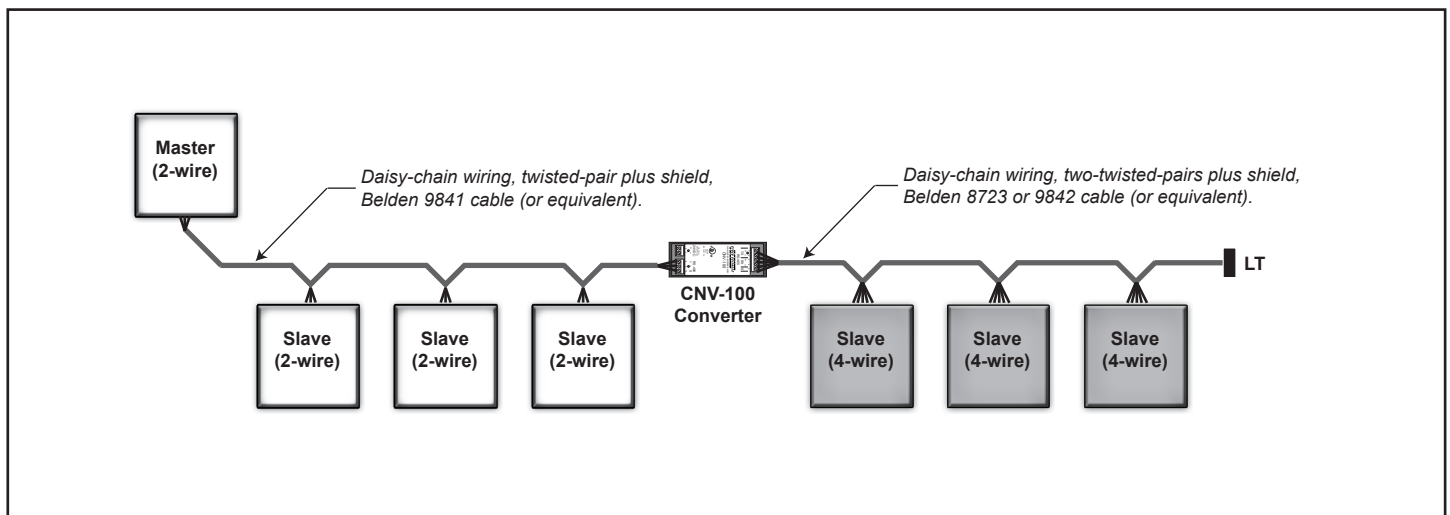 Master
(2-wire)
Daisy-chain wiring, twisted-pair plus shield,
Belden 9841 cable (or equivalent).
Daisy-chain wiring, two-twisted-pairs plus shield,
Belden 8723 or 9842 cable (or equivalent).
LT
CNV-100
Converter
Slave
(2-wire)
Slave
(2-wire)
Slave
(2-wire)
Slave
(4-wire)
Slave
(4-wire)
Slave
(4-wire)